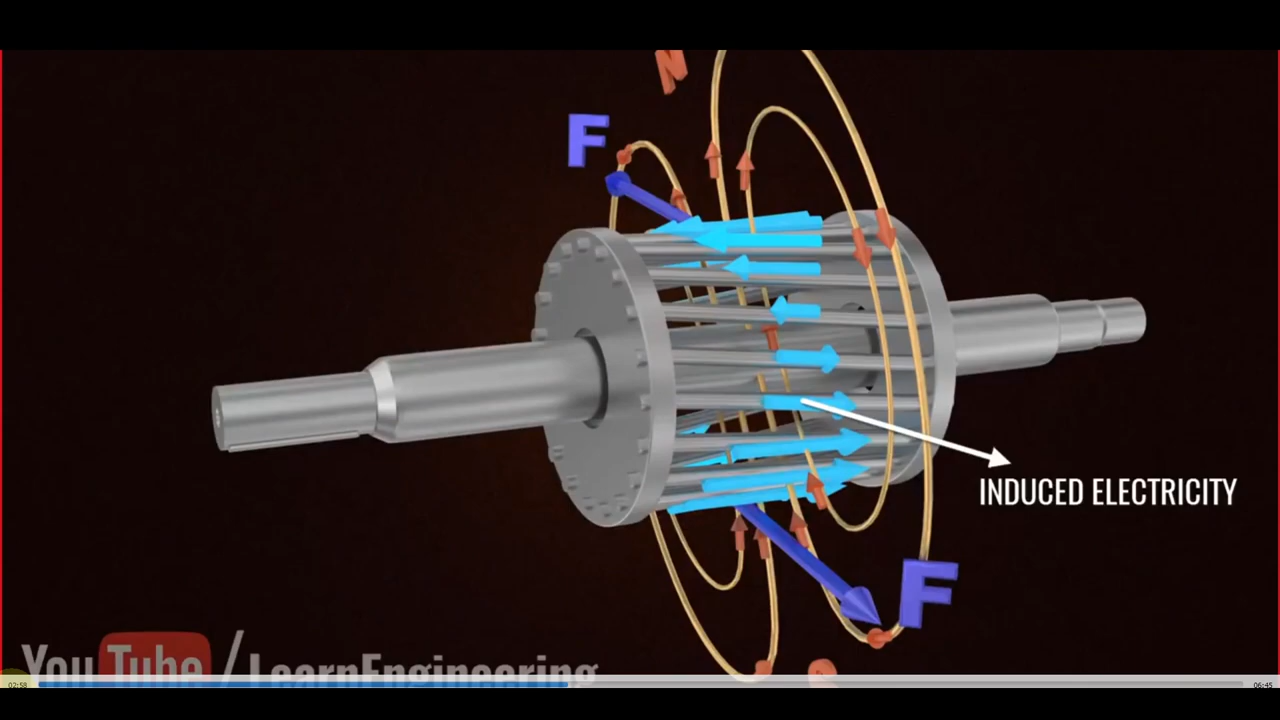 N
F
INDUCED ELECTRICITY
F
YouTube/LearnEngineering
02:58
06:45